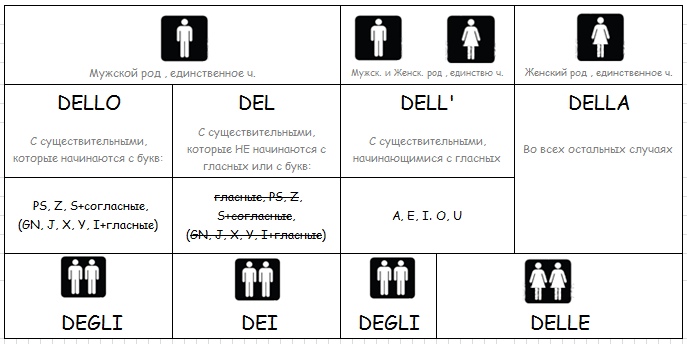 Мужской род , единственное ч.
Мужск. и Женск. род , единствю ч.
Женский род , единственное ч.
DELLO
DEL
DELL'
DELLA
С существительными,
которые начинаются с букв:
С существительными,
которые НЕ начинаются с
гласных или с букв:
С существительными,
начинающимися с гласных
Во всех остальных случаях
PS, Z, S+согласные,
(GN, J, X, Y, I+гласные)
гласные, PS, Z,
S+согласные,
(GN, J, X, Y, I+гласные)
A, E, I. O, U
DEGLI
DEI
DEGLI
DELLE